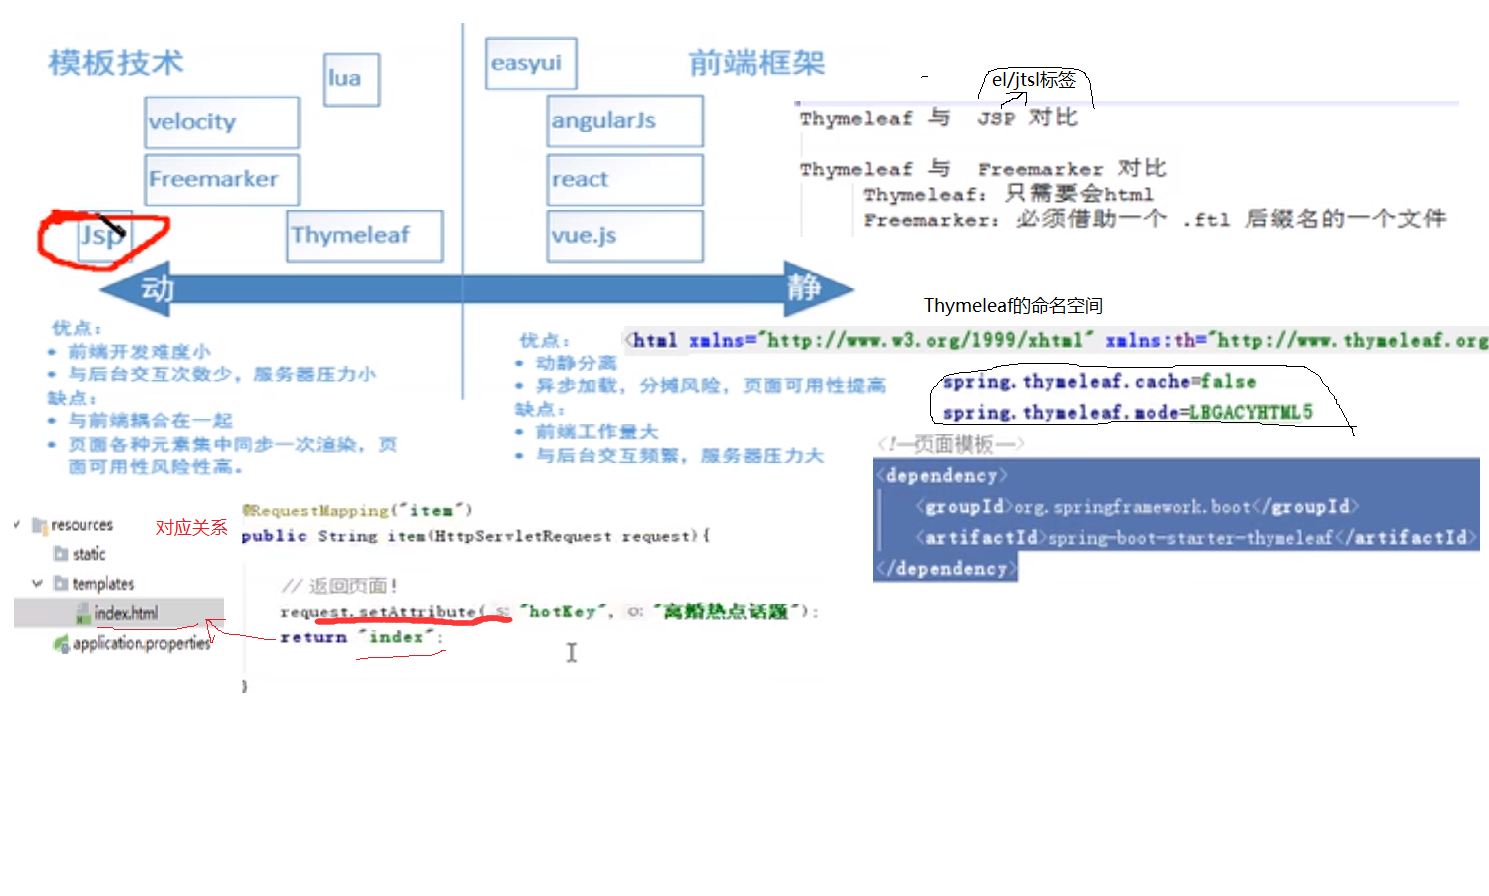 模板技术
lua
velocity
Freemarker
Jsp
Thymeleaf
easyui
前端框架
angularJs
react
vue.js
动
静
优点：
• 前端开发难度小
• 与后台交互次数少，服务器压力小
缺点：
• 与前端耦合在一起
• 页面各种元素集中同步一次渲染，页
面可用性风险性高。
优点：
• 动静分离
• 异步加载，分摊风险，页面可用性提高
缺点：
• 前端工作量大
• 与后台交互频繁，服务器压力大
el/jtsl标签
Thymeleaf 与 JSP 对比
Thymeleaf 与 Freemarker 对比
Thymeleaf：只需要会html
Freemarker：必须借助一个 .ftl 后缀名的一个文件
Thymeleaf的命名空间
<html xmlns="http://www.w3.org/1999/xhtml" xmlns:th="http://www.thymeleaf.org
spring.thymeleaf.cache=false
spring.thymeleaf.mode=LEGACYHTML5
<!—页面模板—>
<dependency>
<groupId>org.springframework.boot</groupId>
<artifactId>spring-boot-starter-thymeleaf</artifactId>
</dependency>
resources
static
templates
index.html
application.properties
对应关系
@RequestMapping("item")
public String item(HttpServletRequest request){
// 返回页面！
request.setAttribute( s: "hotKey", o: "离婚热点话题");
return "index";
}